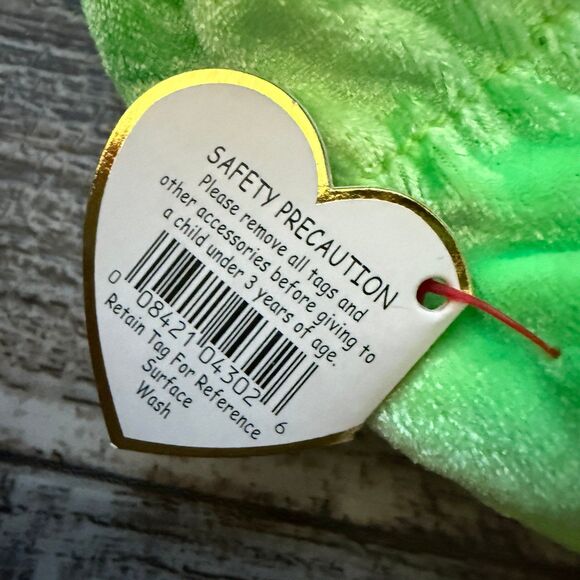 SAFETY PRECAUTION
Please remove all tags and
other accessories before giving to
a child under 3 years of age.
0 08421 04302 6
Retain Tag For Reference
Surface
Wash